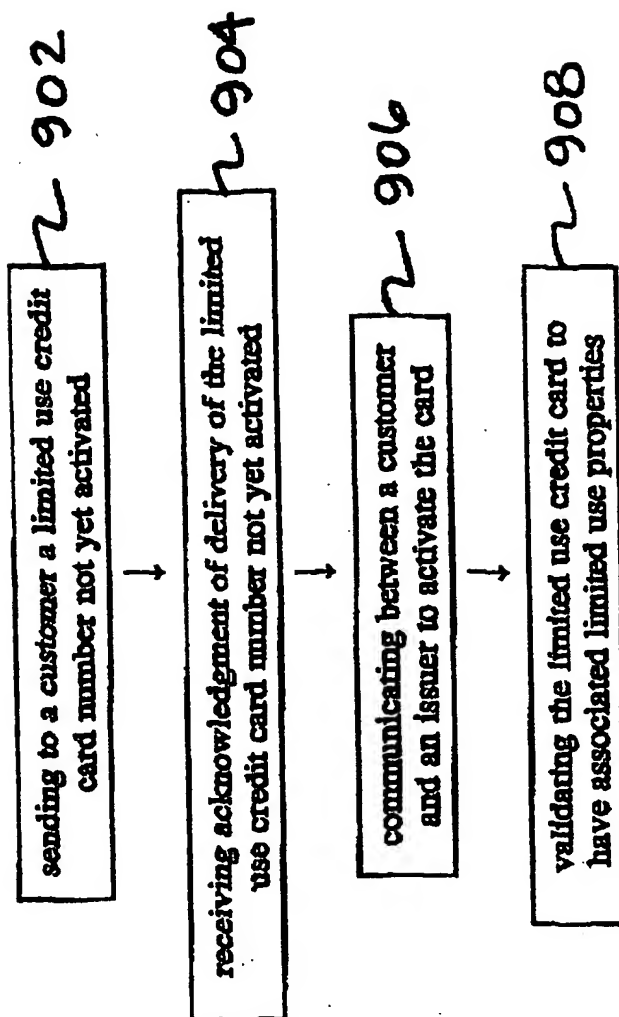 sending to a customer a limited use credit
card number not yet activated
902
receiving acknowledgment of delivery of the limited
use credit card number not yet activated
904
communicating between a customer
and an issuer to activate the card
906
validating the limited use credit card to
have associated limited use properties
908